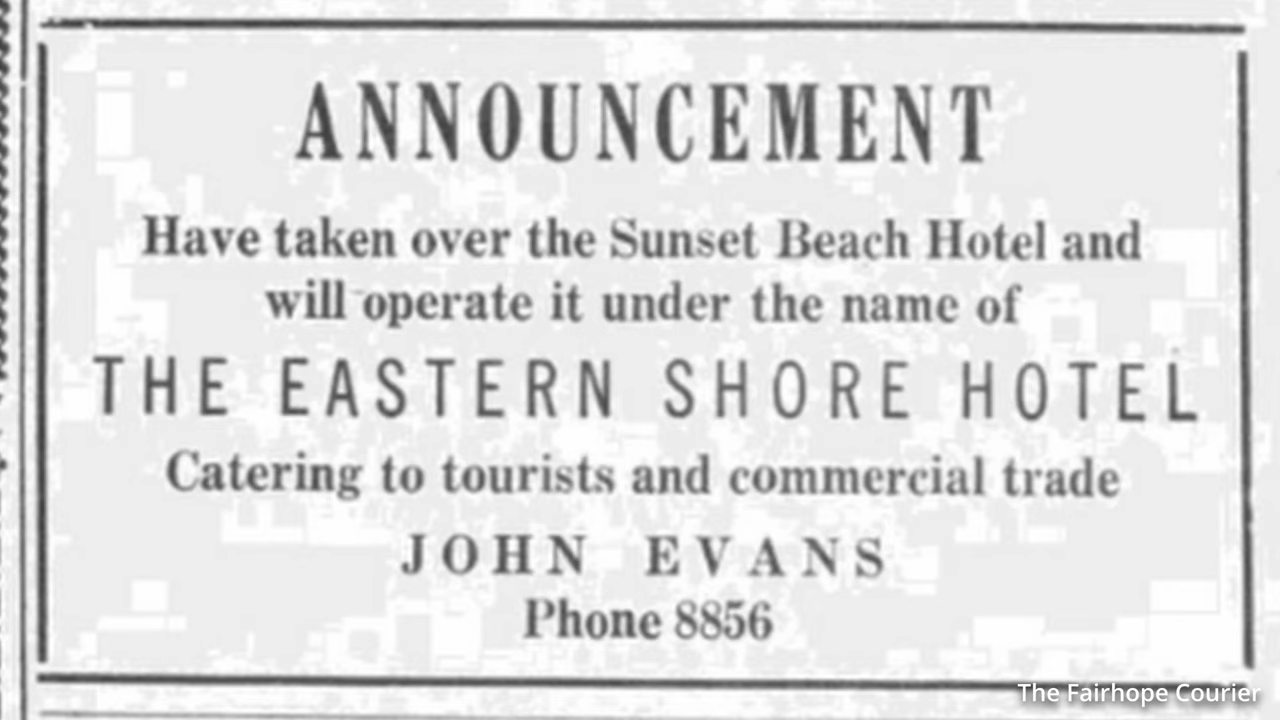 ANNOUNCEMENT
Have taken over the Sunset Beach Hotel and
will operate it under the name of
THE EASTERN SHORE HOTEL
Catering to tourists and commercial trade
JOHN EVANS
Phone 8856
The Fairhope Courier